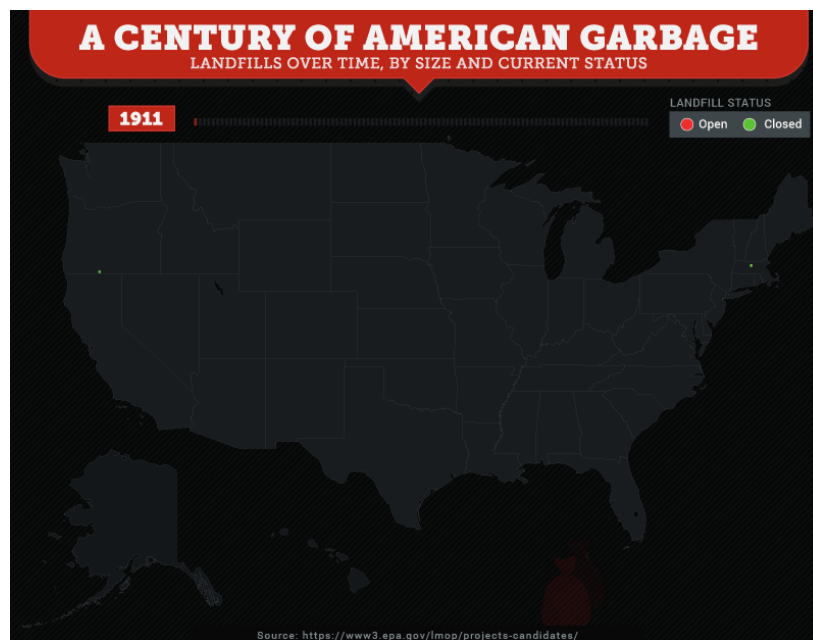 A CENTURY OF AMERICAN GARBAGE
LANDFILLS OVER TIME, BY SIZE AND CURRENT STATUS
LANDFILL STATUS
1911
Open Closed
Source: https://www3.epa.gov/lmop/projects-candidates/